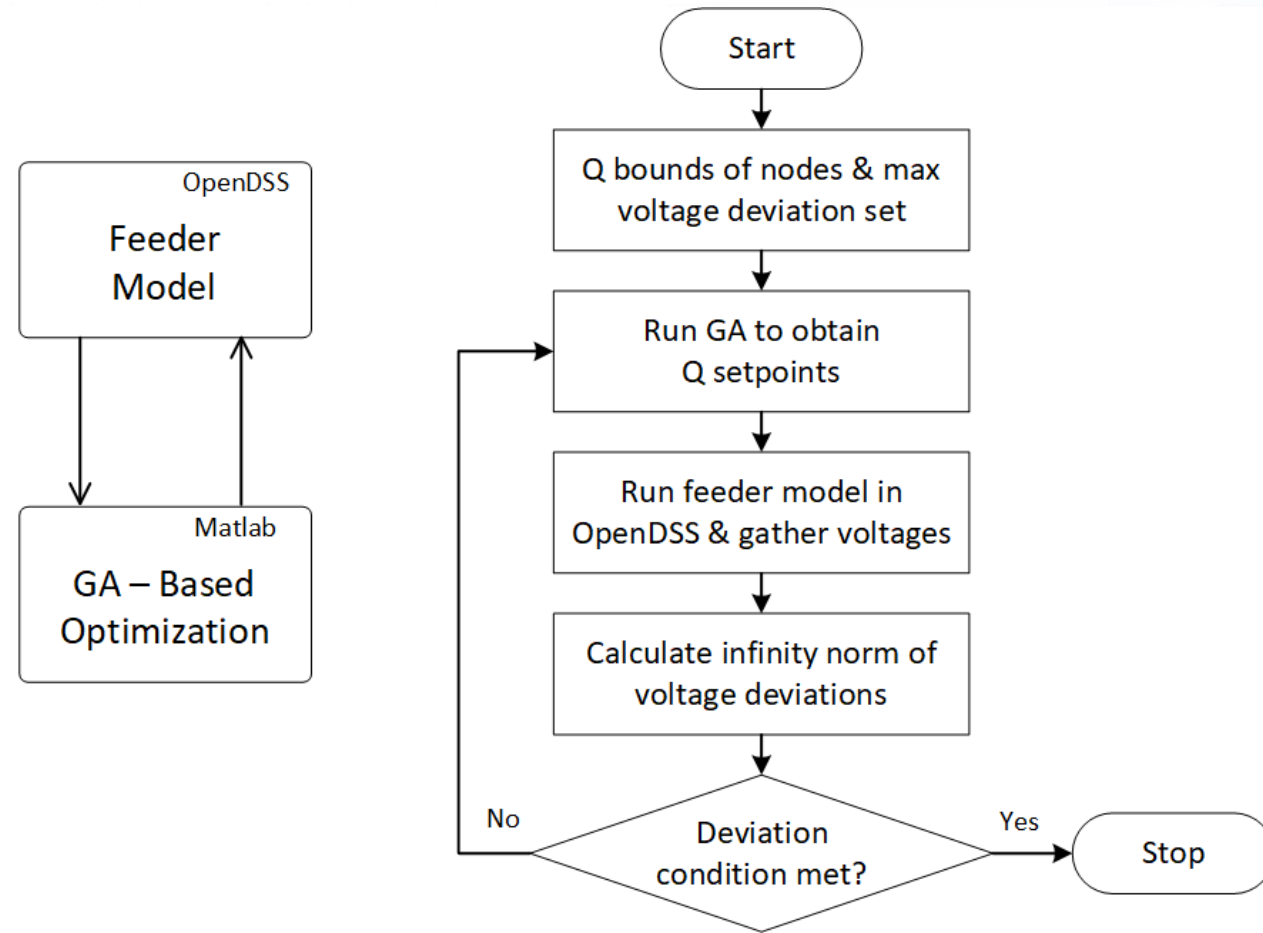 OpenDSS
Feeder
Model
Matlab
GA – Based
Optimization
Start
Q bounds of nodes & max
voltage deviation set
Run GA to obtain
Q setpoints
Run feeder model in
OpenDSS & gather voltages
Calculate infinity norm of
voltage deviations
Deviation
condition met?
No
Yes
Stop